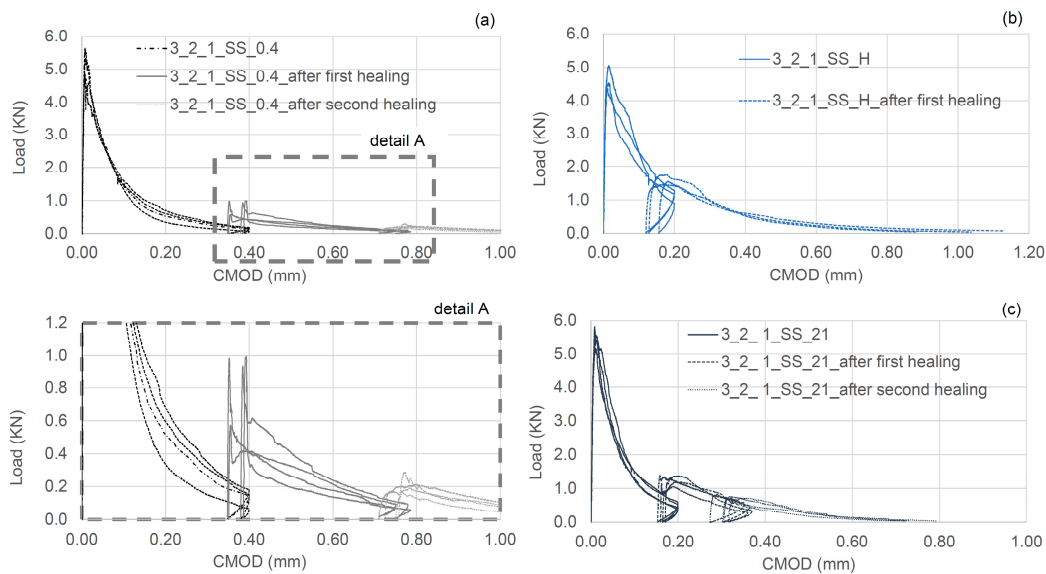 (a)
6.0
5.0
4.0
3.0
2.0
1.0
0.0
Load (KN)
3_2_1_SS_0.4
3_2_1_SS_0.4_after first healing
3_2_1_SS_0.4_after second healing
detail A
0.00 0.20 0.40 0.60 0.80 1.00
CMOD (mm)
(b)
6.0
5.0
4.0
3.0
2.0
1.0
0.0
Load (KN)
3_2_1_SS_H
3_2_1_SS_H_after first healing
0.00 0.20 0.40 0.60 0.80 1.00 1.20
CMOD (mm)
detail A
1.2
1.0
0.8
0.6
0.4
0.2
0.0
Load (KN)
0.00 0.20 0.40 0.60 0.80 1.00
CMOD (mm)
(c)
6.0
5.0
4.0
3.0
2.0
1.0
0.0
Load (KN)
3_2_ 1_SS_21
3_2_ 1_SS_21_after first healing
3_2_ 1_SS_21_after second healing
0.00 0.20 0.40 0.60 0.80 1.00
CMOD (mm)